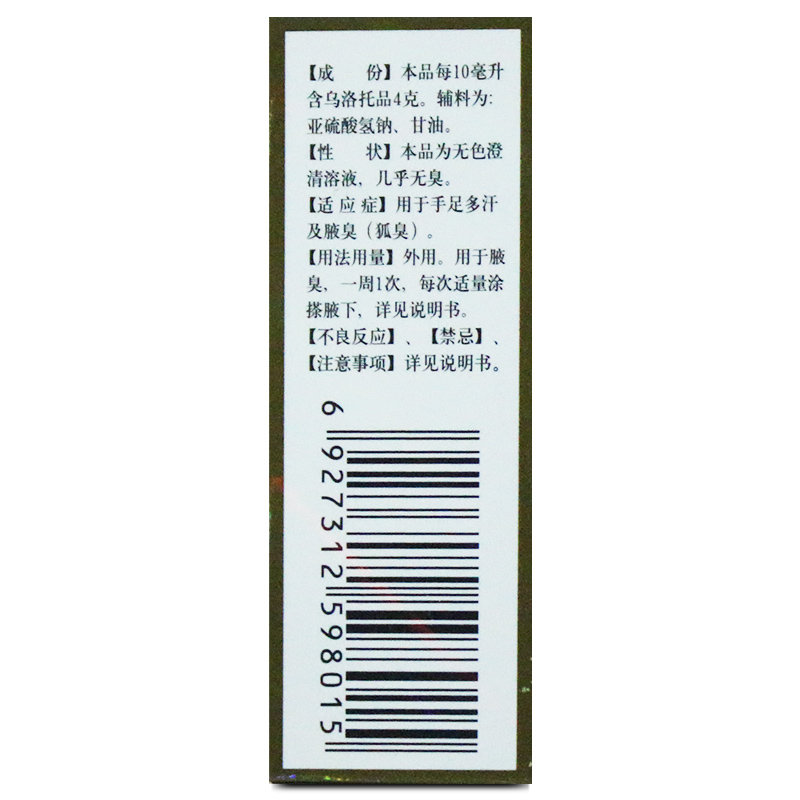 【成　份】本品每10毫升
含乌洛托品4克。辅料为:
亚硫酸氢钠、甘油。
【性　状】本品为无色澄
清溶液，几乎无臭。
【适 应 症】用于手足多汗
及腋臭（狐臭）。
【用法用量】外用。用于腋
臭，一周1次，每次适量涂
搽腋下，详见说明书。
【不良反应】、【禁忌】、
【注意事项】详见说明书。
6 927312 598015